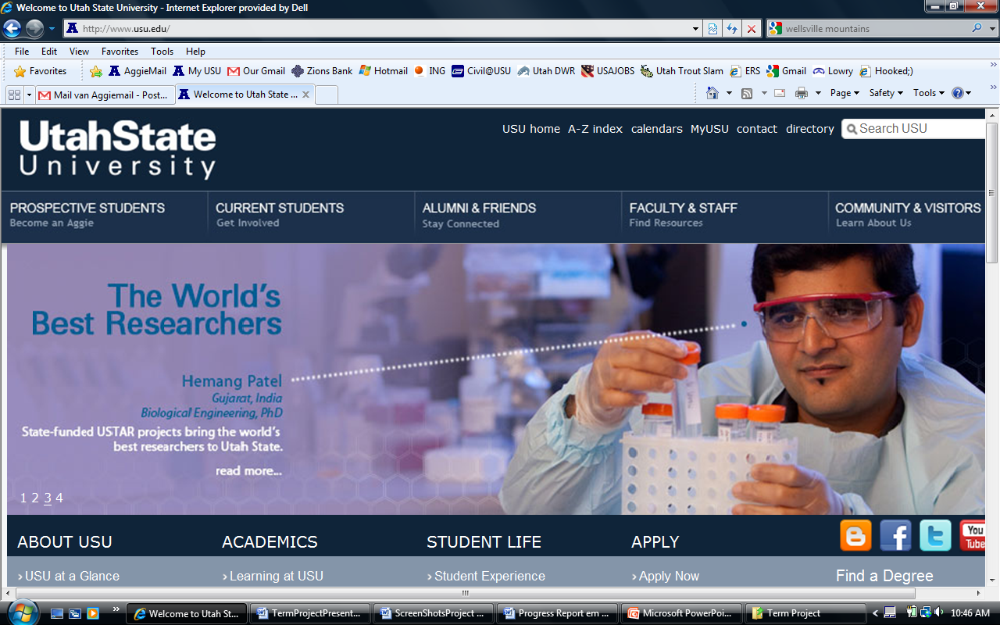 Welcome to Utah State University - Internet Explorer provided by Dell
http://www.usu.edu/
wellsville mountains
File Edit View Favorites Tools Help
Favorites AggieMail My USU Our Gmail Zions Bank Hotmail ING Civil@USU Utah DWR USAJOBS Utah Trout Slam ERS Gmail Lowry Hooked;)
Mail van Aggiemail - Post... Welcome to Utah State ... Page Safety Tools
UtahState
University
USU home A-Z index calendars MyUSU contact directory Search USU
PROSPECTIVE STUDENTS CURRENT STUDENTS ALUMNI & FRIENDS FACULTY & STAFF COMMUNITY & VISITORS
Become an Aggie Get Involved Stay Connected Find Resources Learn About Us
The World's
Best Researchers
Hemang Patel
Gujarat, India
Biological Engineering, PhD
State-funded USTAR projects bring the world's
best researchers to Utah State.
read more...
1 2 3 4
ABOUT USU ACADEMICS STUDENT LIFE APPLY
You
Tube
› USU at a Glance › Learning at USU › Student Experience › Apply Now Find a Degree
Welcome to Utah St... TermProjectPresent... ScreenShotsProject ... Progress Report em ... Microsoft PowerPoi... Term Project 10:46 AM